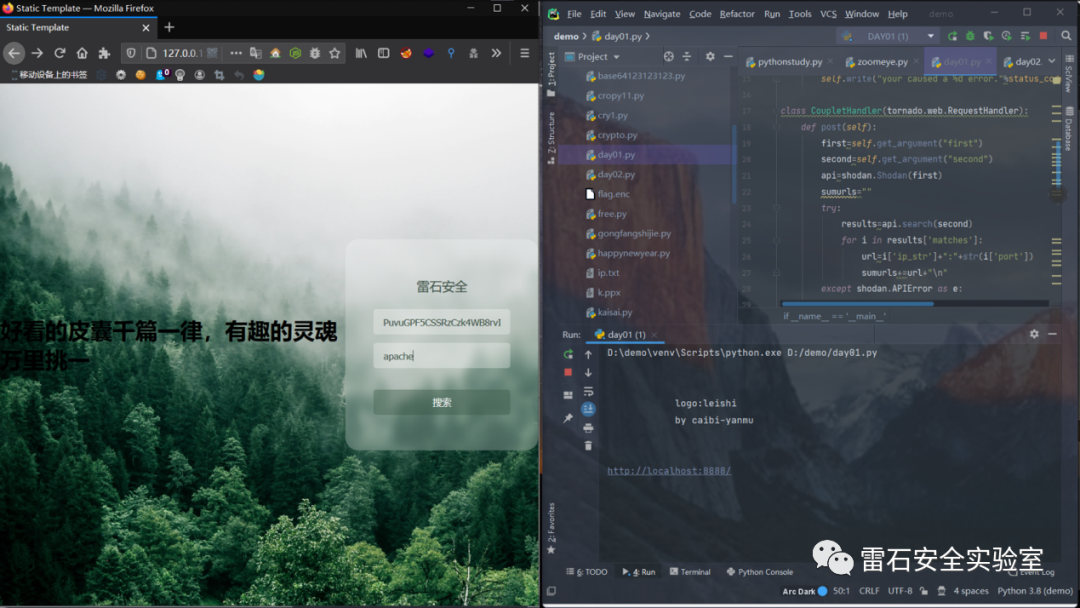 Static Template — Mozilla Firefox
Static Template
127.0.0.1
移动设备上的书签
雷石安全
PuvuGPF5CSSRzCzk4WB8rvI
apache
搜索
好看的皮囊千篇一律，有趣的灵魂
万里挑一
File Edit View Navigate Code Refactor Run Tools VCS Window Help demo
demo day01.py
DAY01 (1)
Project
pythonstudy.py zoomeye.py day01.py day02.
1: Project
7: Structure
2: Favorites
SciView
Database
base64123123123.py
cropy11.py
cry1.py
crypto.py
day01.py
day02.py
flag.enc
free.py
gongfangshijie.py
happynewyear.py
ip.txt
k.ppx
kaisai.py
self.write("your caused a %d error."%status_co
class CoupletHandler(tornado.web.RequestHandler):
def post(self):
first=self.get_argument("first")
second=self.get_argument("second")
api=shodan.Shodan(first)
sumurls=""
try:
results=api.search(second)
for i in results['matches']:
url=i['ip_str']+":"+str(i['port'])
sumurls+=url+"\n"
except shodan.APIError as e:
if __name__ == '__main__'
Run: day01 (1)
D:\demo\venv\Scripts\python.exe D:/demo/day01.py
logo:leishi
by caibi-yanmu
http://localhost:8888/
雷石安全实验室
6: TODO 4: Run Terminal Python Console Event Log
Arc Dark 50:1 CRLF UTF-8 4 spaces Python 3.8 (demo)